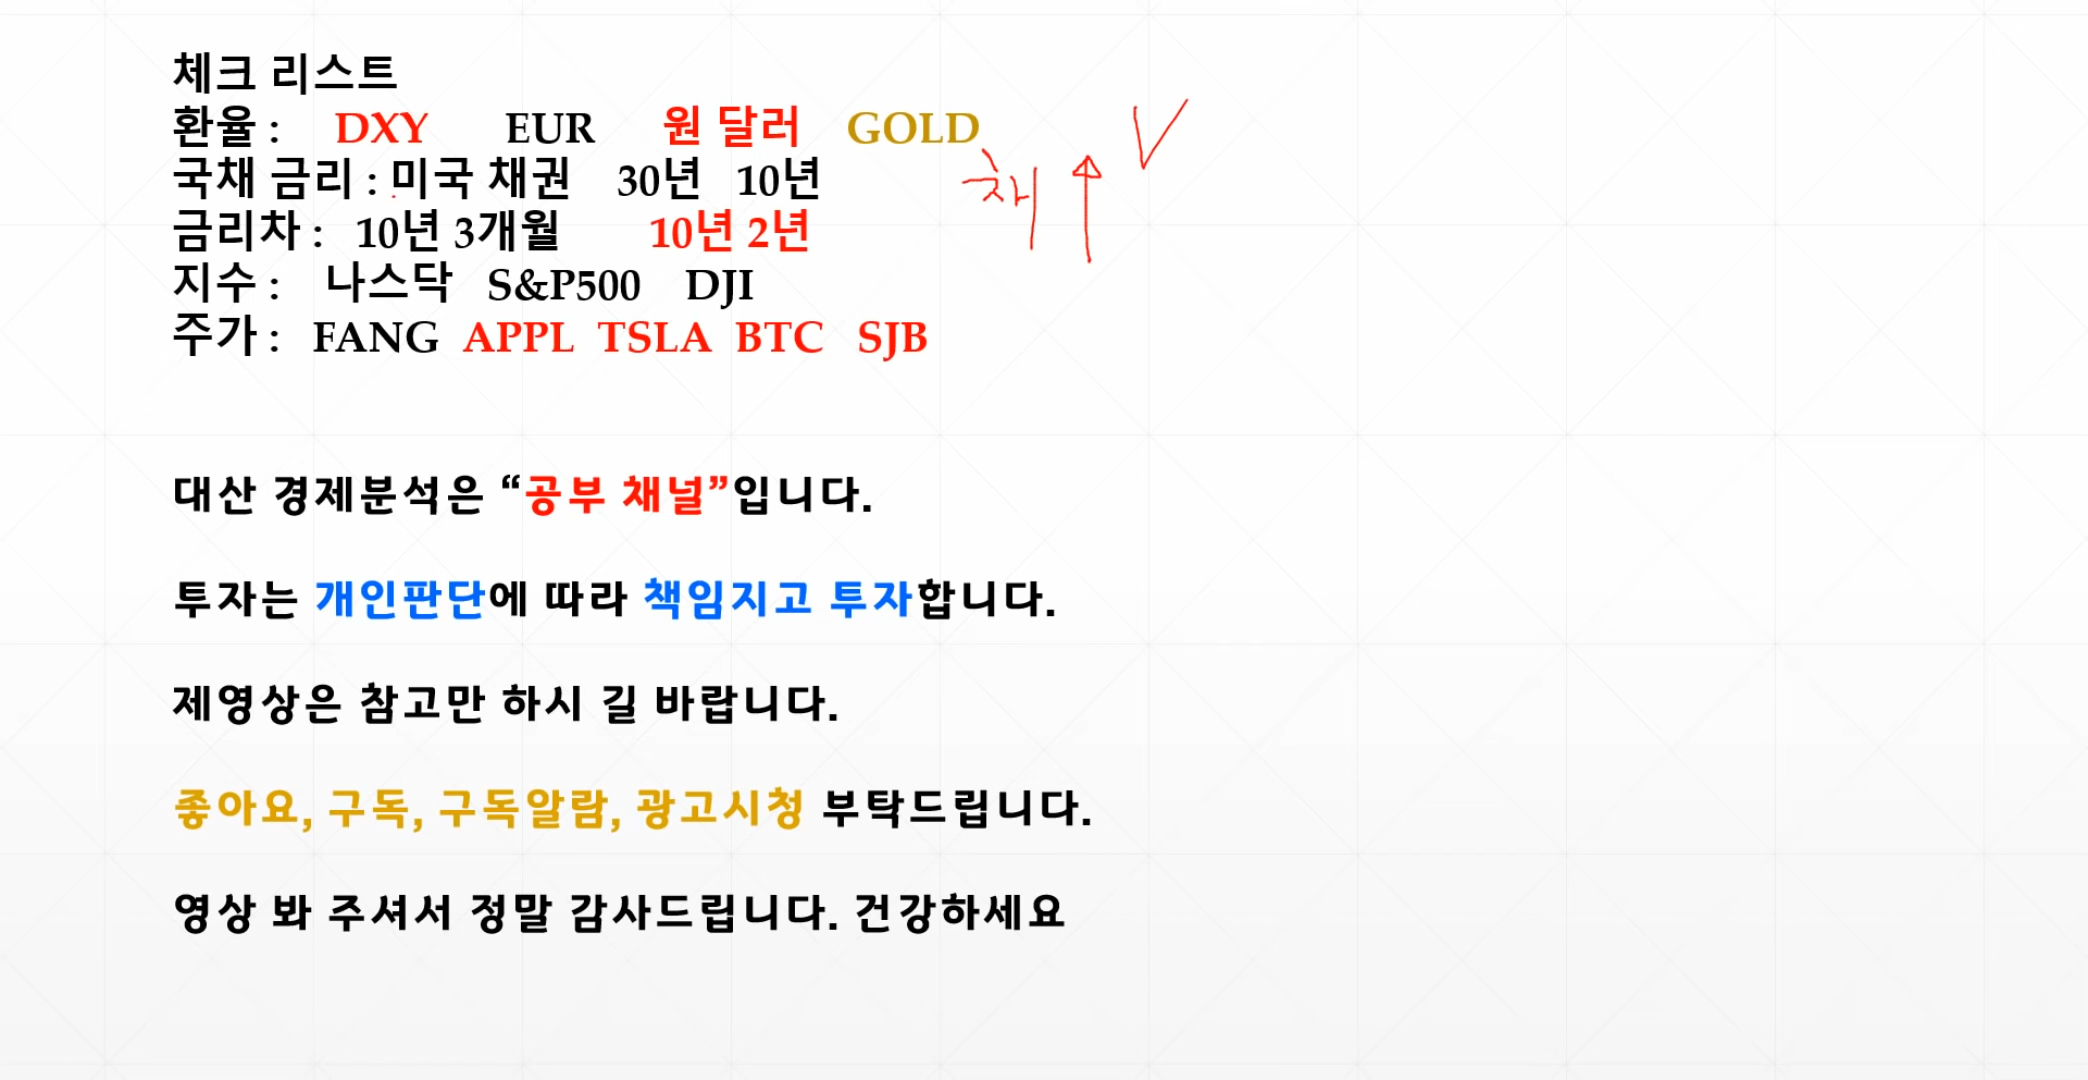 체크 리스트
환율 : DXY EUR 원 달러 GOLD
국채 금리 : 미국 채권 30년 10년
채
금리차 : 10년 3개월 10년 2년
지수 : 나스닥 S&P500 DJI
주가 : FANG APPL TSLA BTC SJB
대산 경제분석은 “공부 채널”입니다.
투자는 개인판단에 따라 책임지고 투자합니다.
제영상은 참고만 하시 길 바랍니다.
좋아요, 구독, 구독알람, 광고시청 부탁드립니다.
영상 봐 주셔서 정말 감사드립니다. 건강하세요